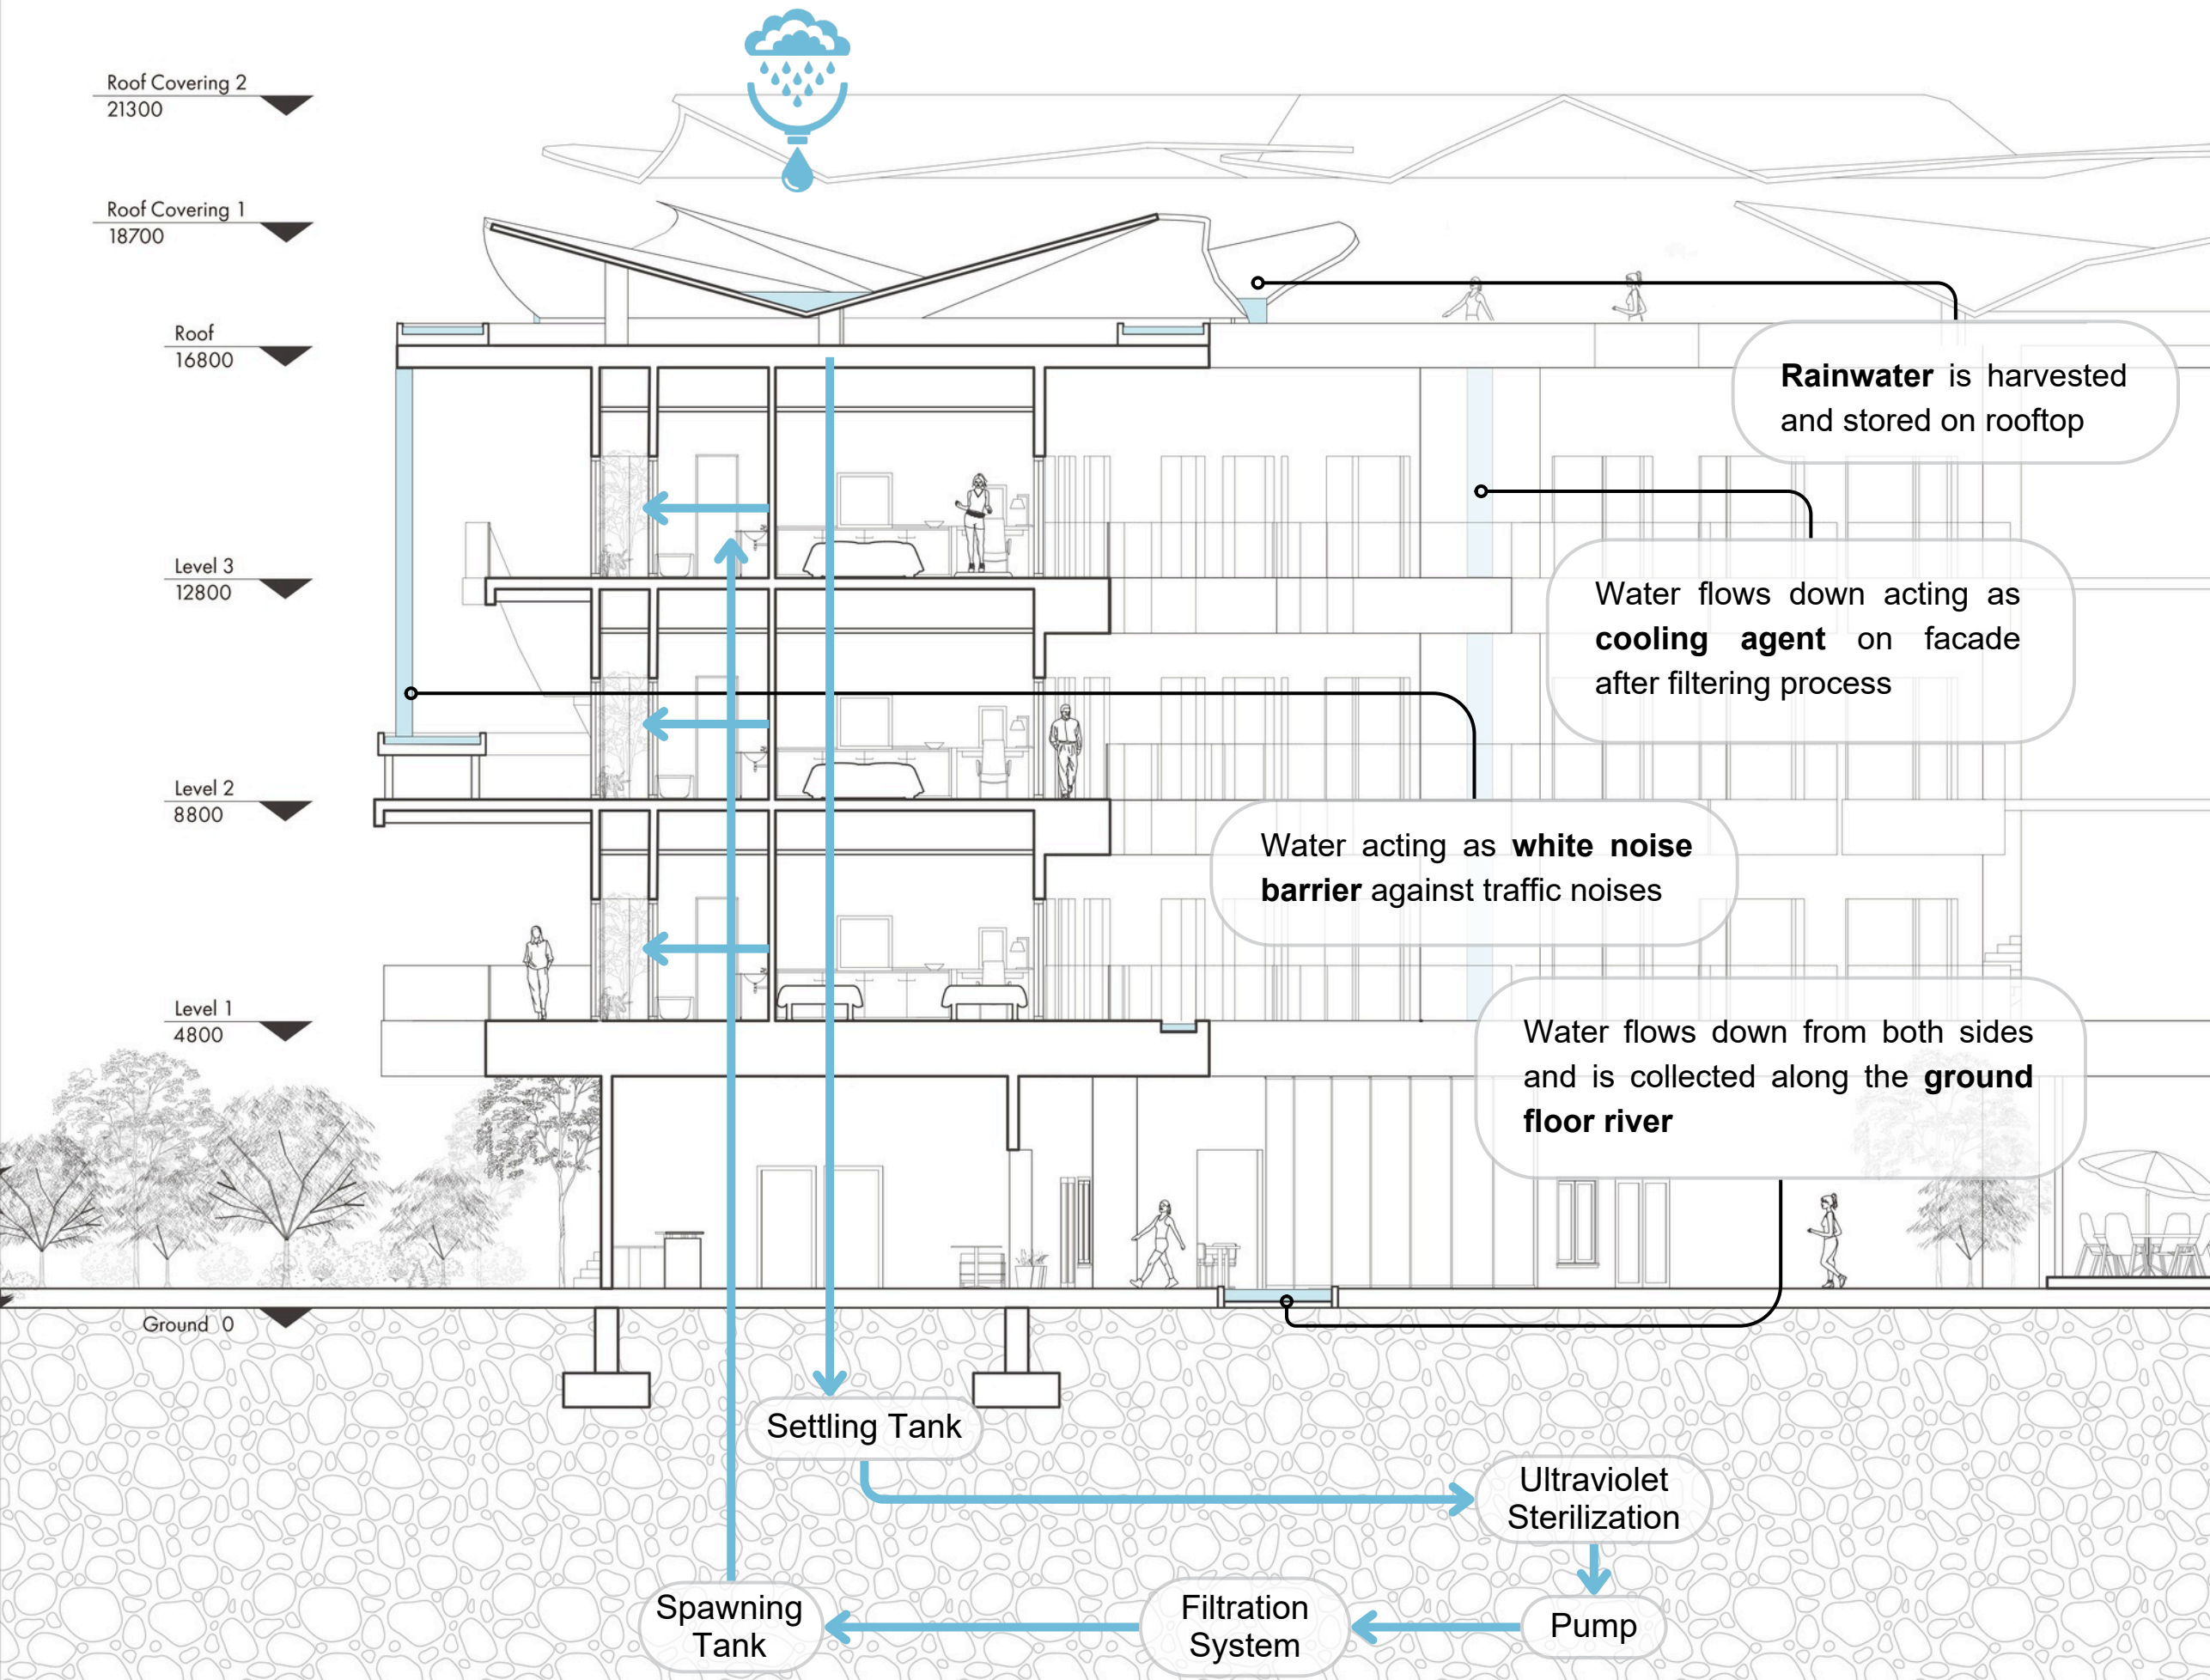 Roof Covering 2
21300
Roof Covering 1
18700
Roof
16800
Level 3
12800
Level 2
8800
Level 1
4800
Ground 0
Rainwater is harvested
and stored on rooftop
Water flows down acting as
cooling agent on facade
after filtering process
Water acting as white noise
barrier against traffic noises
Water flows down from both sides
and is collected along the ground
floor river
Settling Tank
Ultraviolet
Sterilization
Pump
Filtration
System
Spawning
Tank